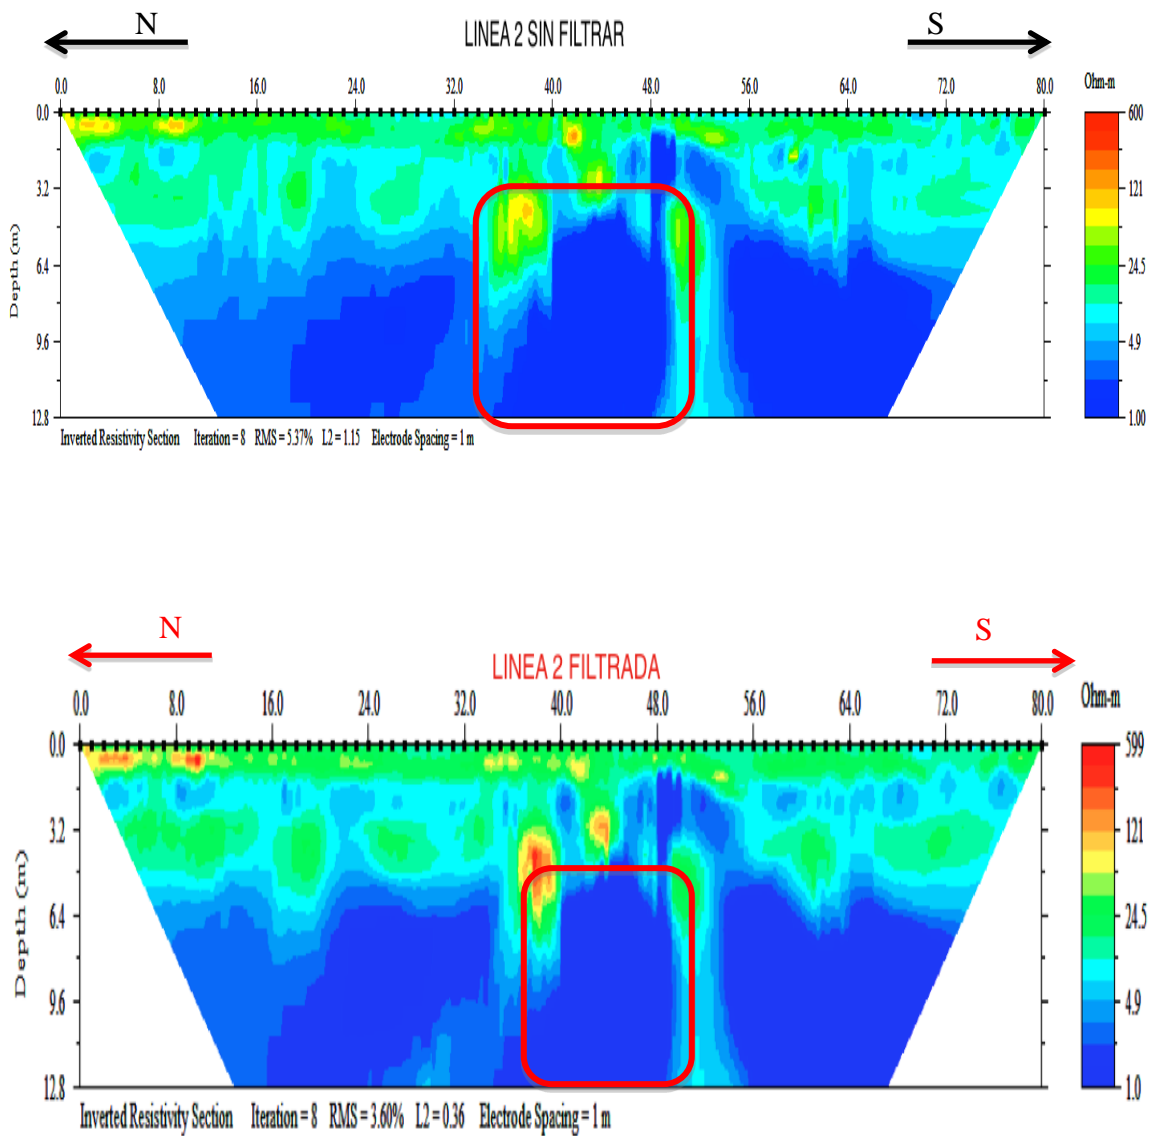 N
LINEA 2 SIN FILTRAR
S
0.0 8.0 16.0 24.0 32.0 40.0 48.0 56.0 64.0 72.0 80.0
Ohm-m
0.0
3.2
6.4
9.6
12.8
Depth (m)
600
121
24.5
4.9
1.00
Inverted Resistivity Section Iteration = 8 RMS = 5.37% L2 = 1.15 Electrode Spacing = 1 m
N
LINEA 2 FILTRADA
S
0.0 8.0 16.0 24.0 32.0 40.0 48.0 56.0 64.0 72.0 80.0
Ohm-m
0.0
3.2
6.4
9.6
12.8
Depth (m)
599
121
24.5
4.9
1.0
Inverted Resistivity Section Iteration = 8 RMS = 3.60% L2 = 0.36 Electrode Spacing = 1 m